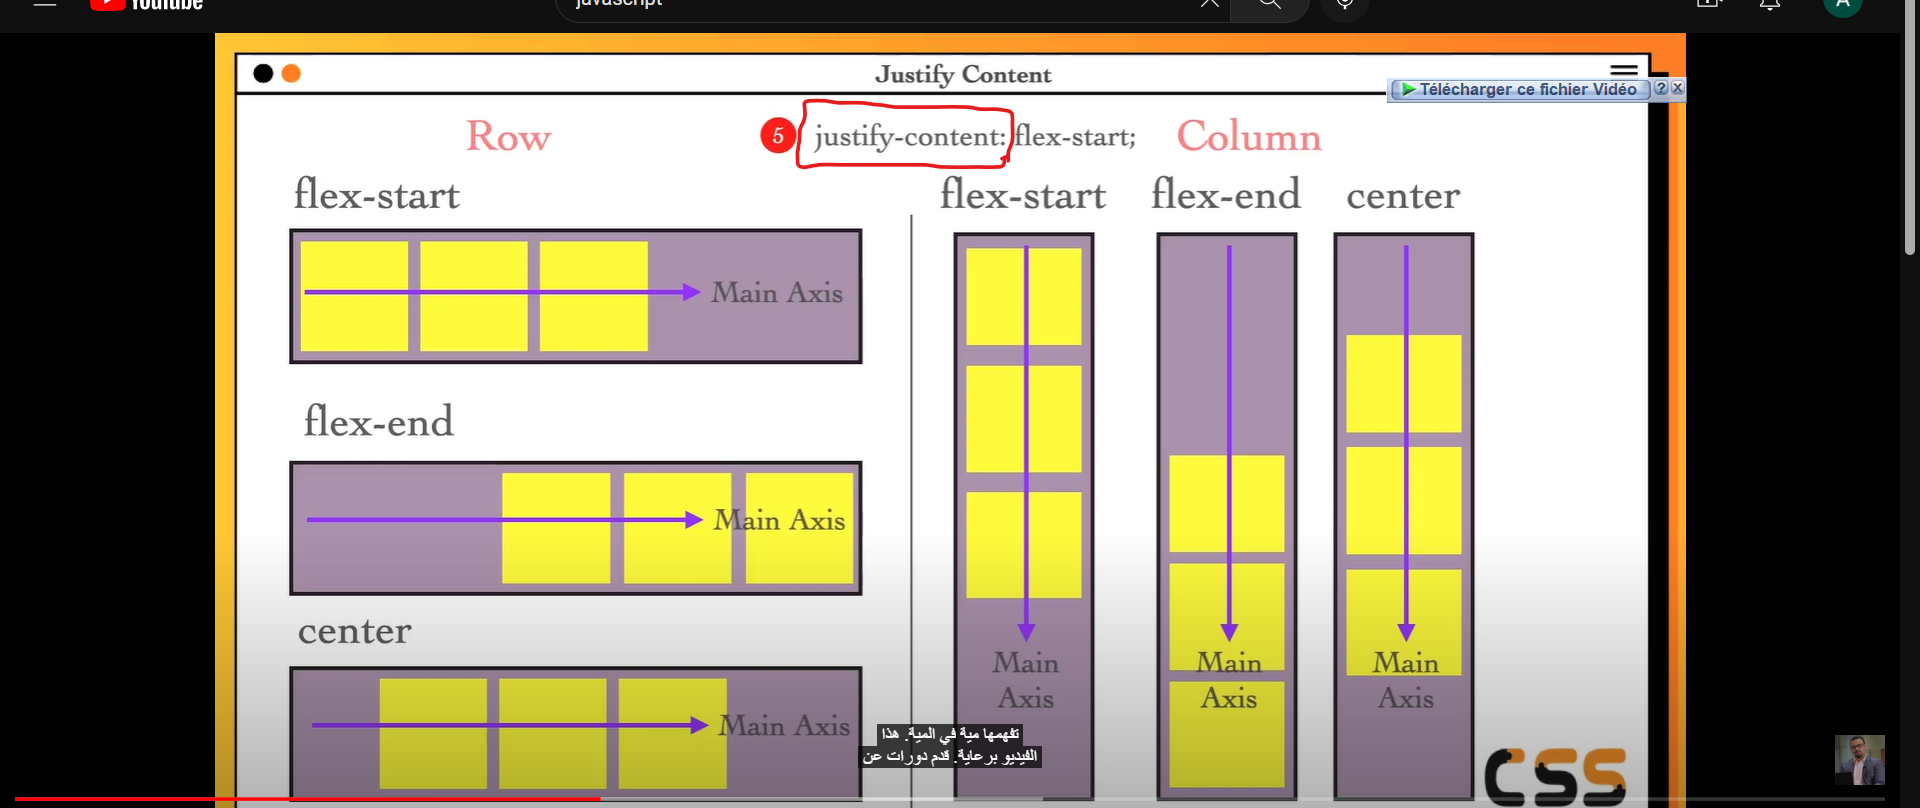 YouTube
javascript
A
Justify Content
Télécharger ce fichier Vidéo
? X
Row
5 justify-content: flex-start;
Column
flex-start
flex-start flex-end center
Main Axis
flex-end
Main Axis
center
Main Axis
Main
Axis
Main
Axis
Main
Axis
تفهمها مية في المية. هذا
الفيديو برعاية. قدم دورات عن
CSS